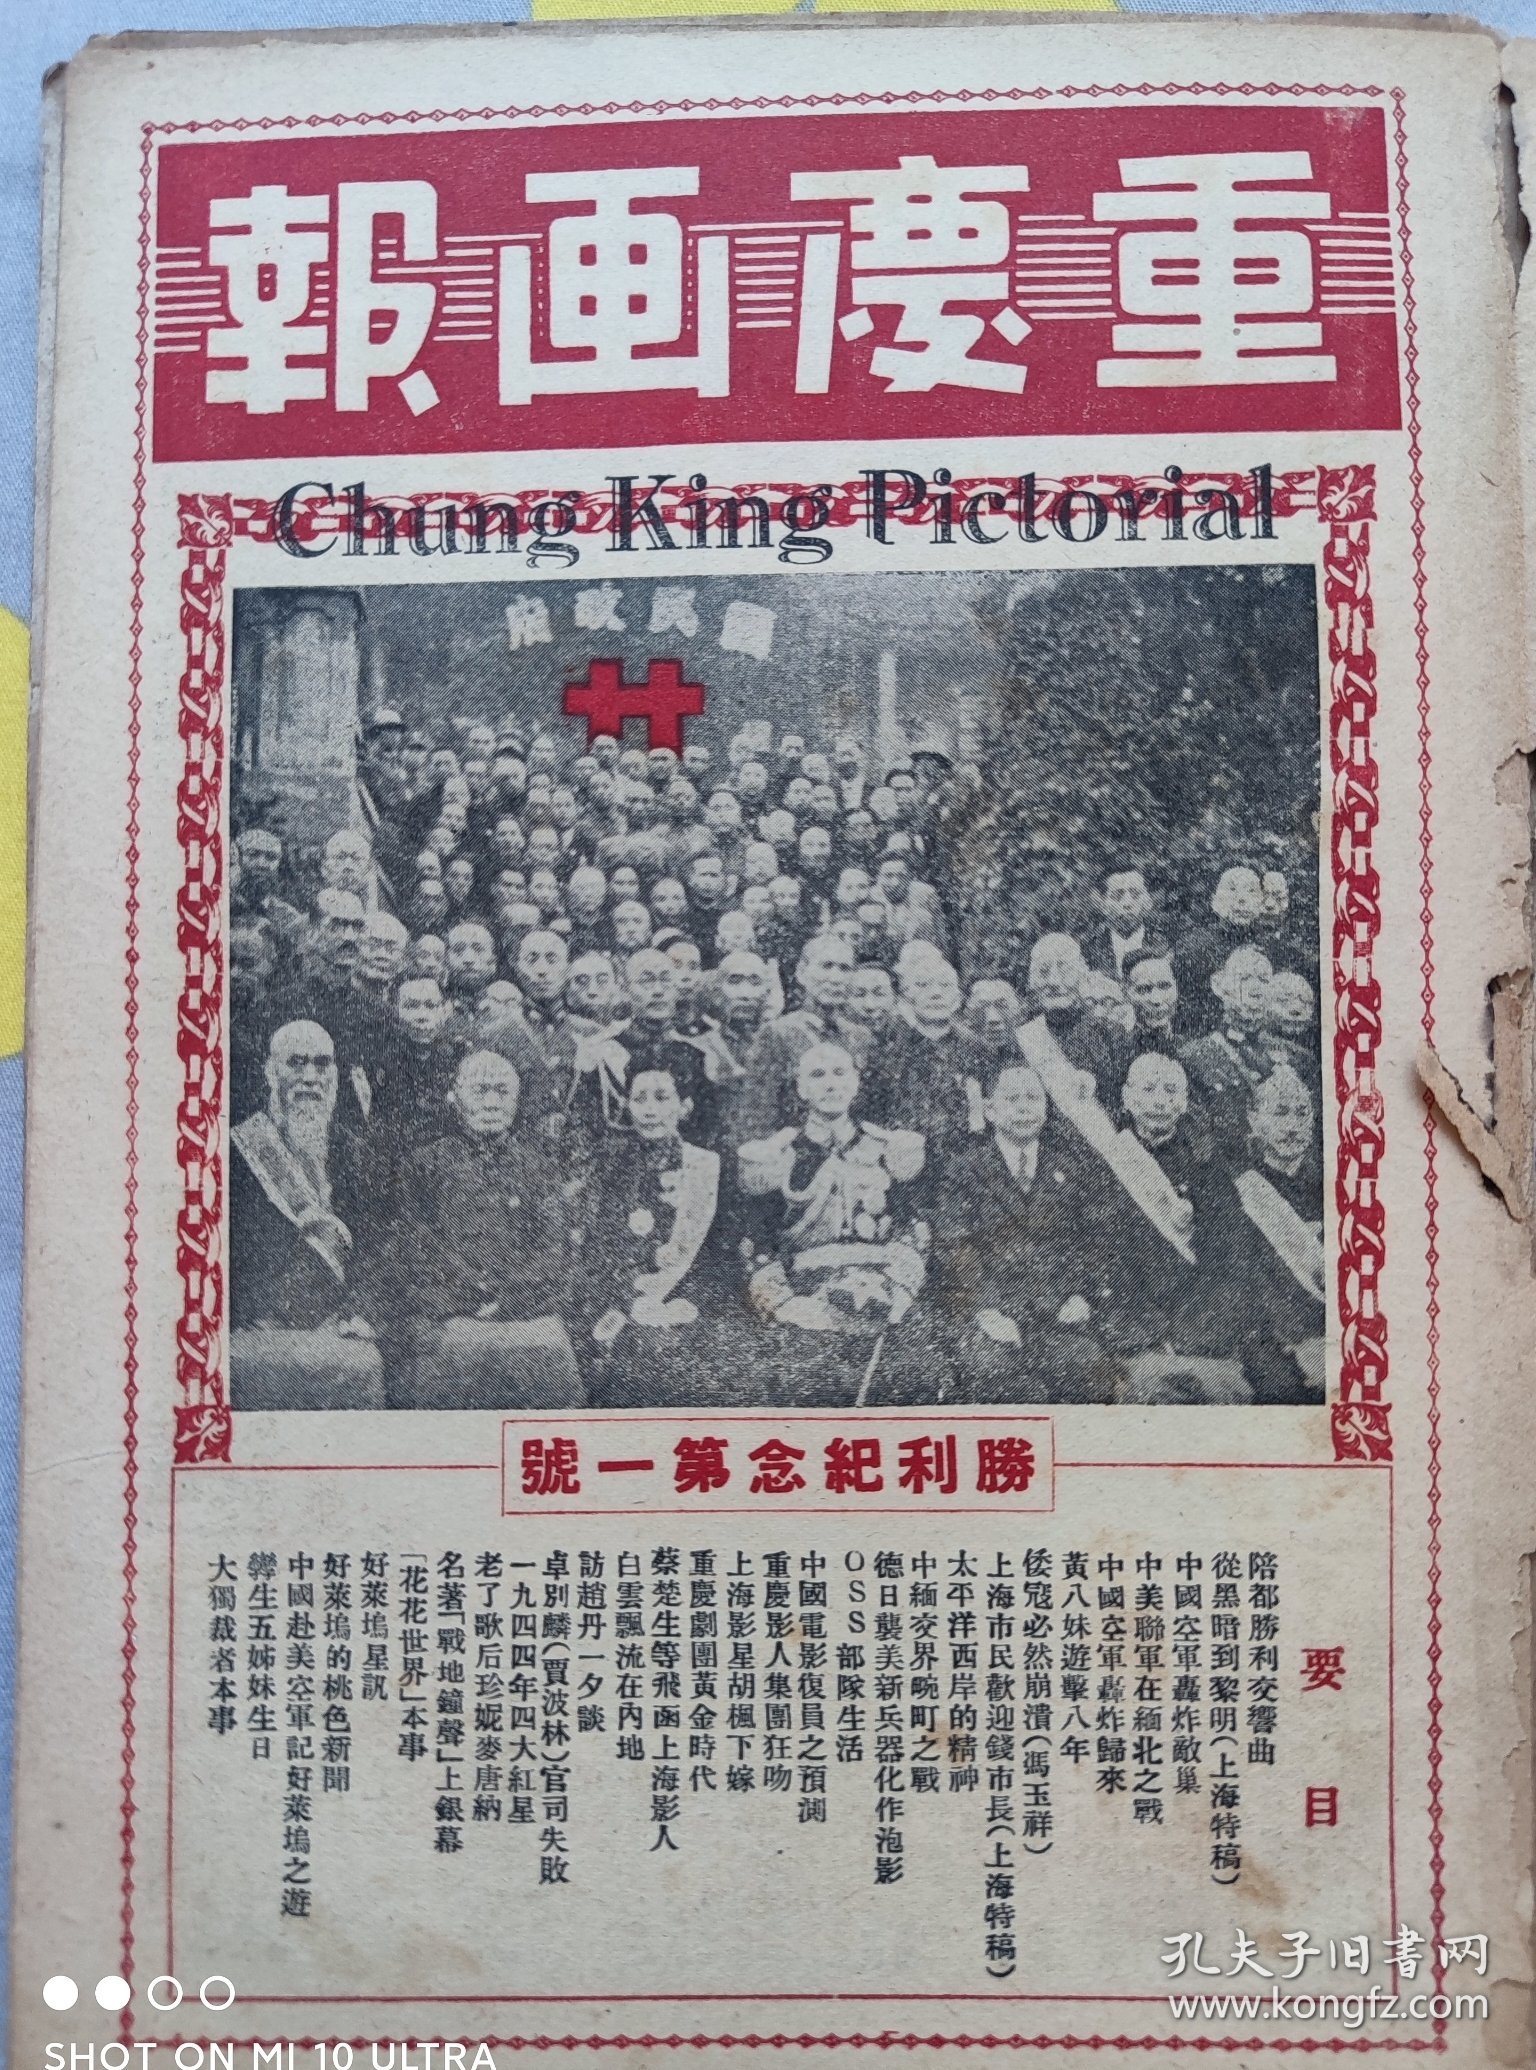 重慶画報
Chung King Pictorial
國民政府
勝利紀念第一號
要目
陪都勝利交響曲
從黑暗到黎明(上海特稿)
中國空軍轟炸敵巢
中美聯軍在緬北之戰
中國空軍轟炸歸來
黃八妹遊擊八年
倭寇必然崩潰(馮玉祥)
上海市民歡迎錢市長(上海特稿)
太平洋西岸的精神
中緬交界畹町之戰
德日襲美新兵器化作泡影
OSS部隊生活
中國電影復員之預測
重慶影人集團狂吻
上海影星胡楓下嫁
重慶劇團黃金時代
蔡楚生等飛函上海影人
白雲飄流在內地
訪趙丹一夕談
卓別麟(賈波林)官司失敗
一九四四年四大紅星
老了歌后珍妮麥唐納
名著「戰地鐘聲」上銀幕
「花花世界」本事
好萊塢星訊
好萊塢的桃色新聞
中國赴美空軍記好萊塢之遊
孿生五姊妹生日
大獨裁者本事
孔夫子旧书网
www.kongfz.com
SHOT ON MI 10 ULTRA